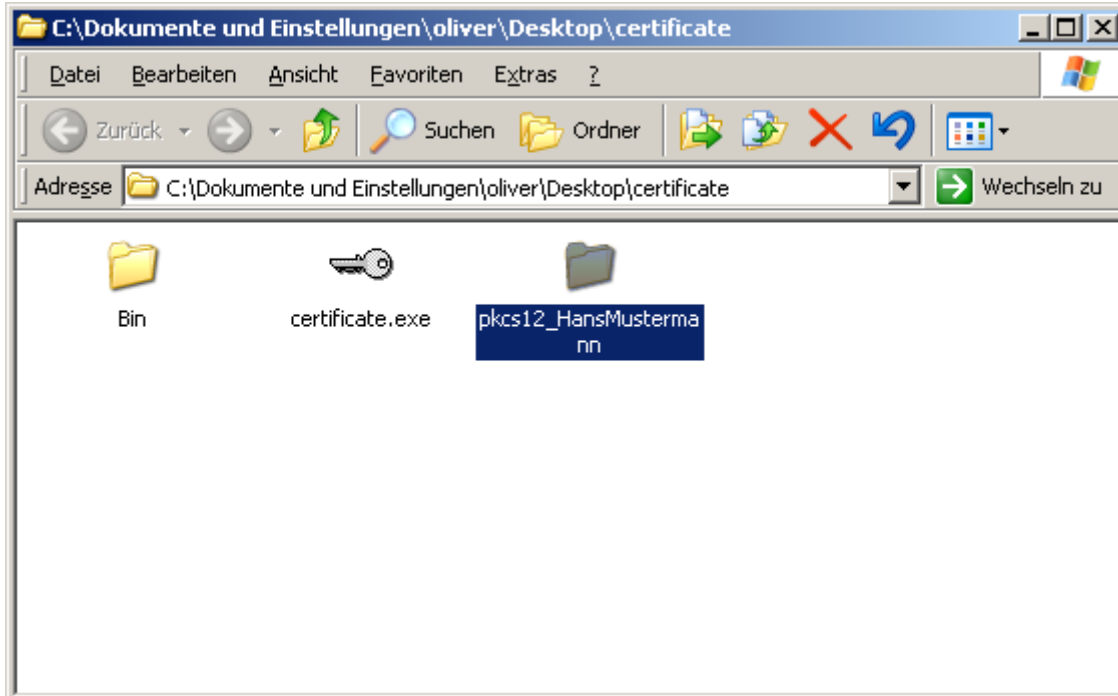 C:\Dokumente und Einstellungen\oliver\Desktop\certificate
Datei Bearbeiten Ansicht Favoriten Extras ?
Zurück Suchen Ordner
Adresse C:\Dokumente und Einstellungen\oliver\Desktop\certificate Wechseln zu
Bin certificate.exe pkcs12_HansMusterma
nn